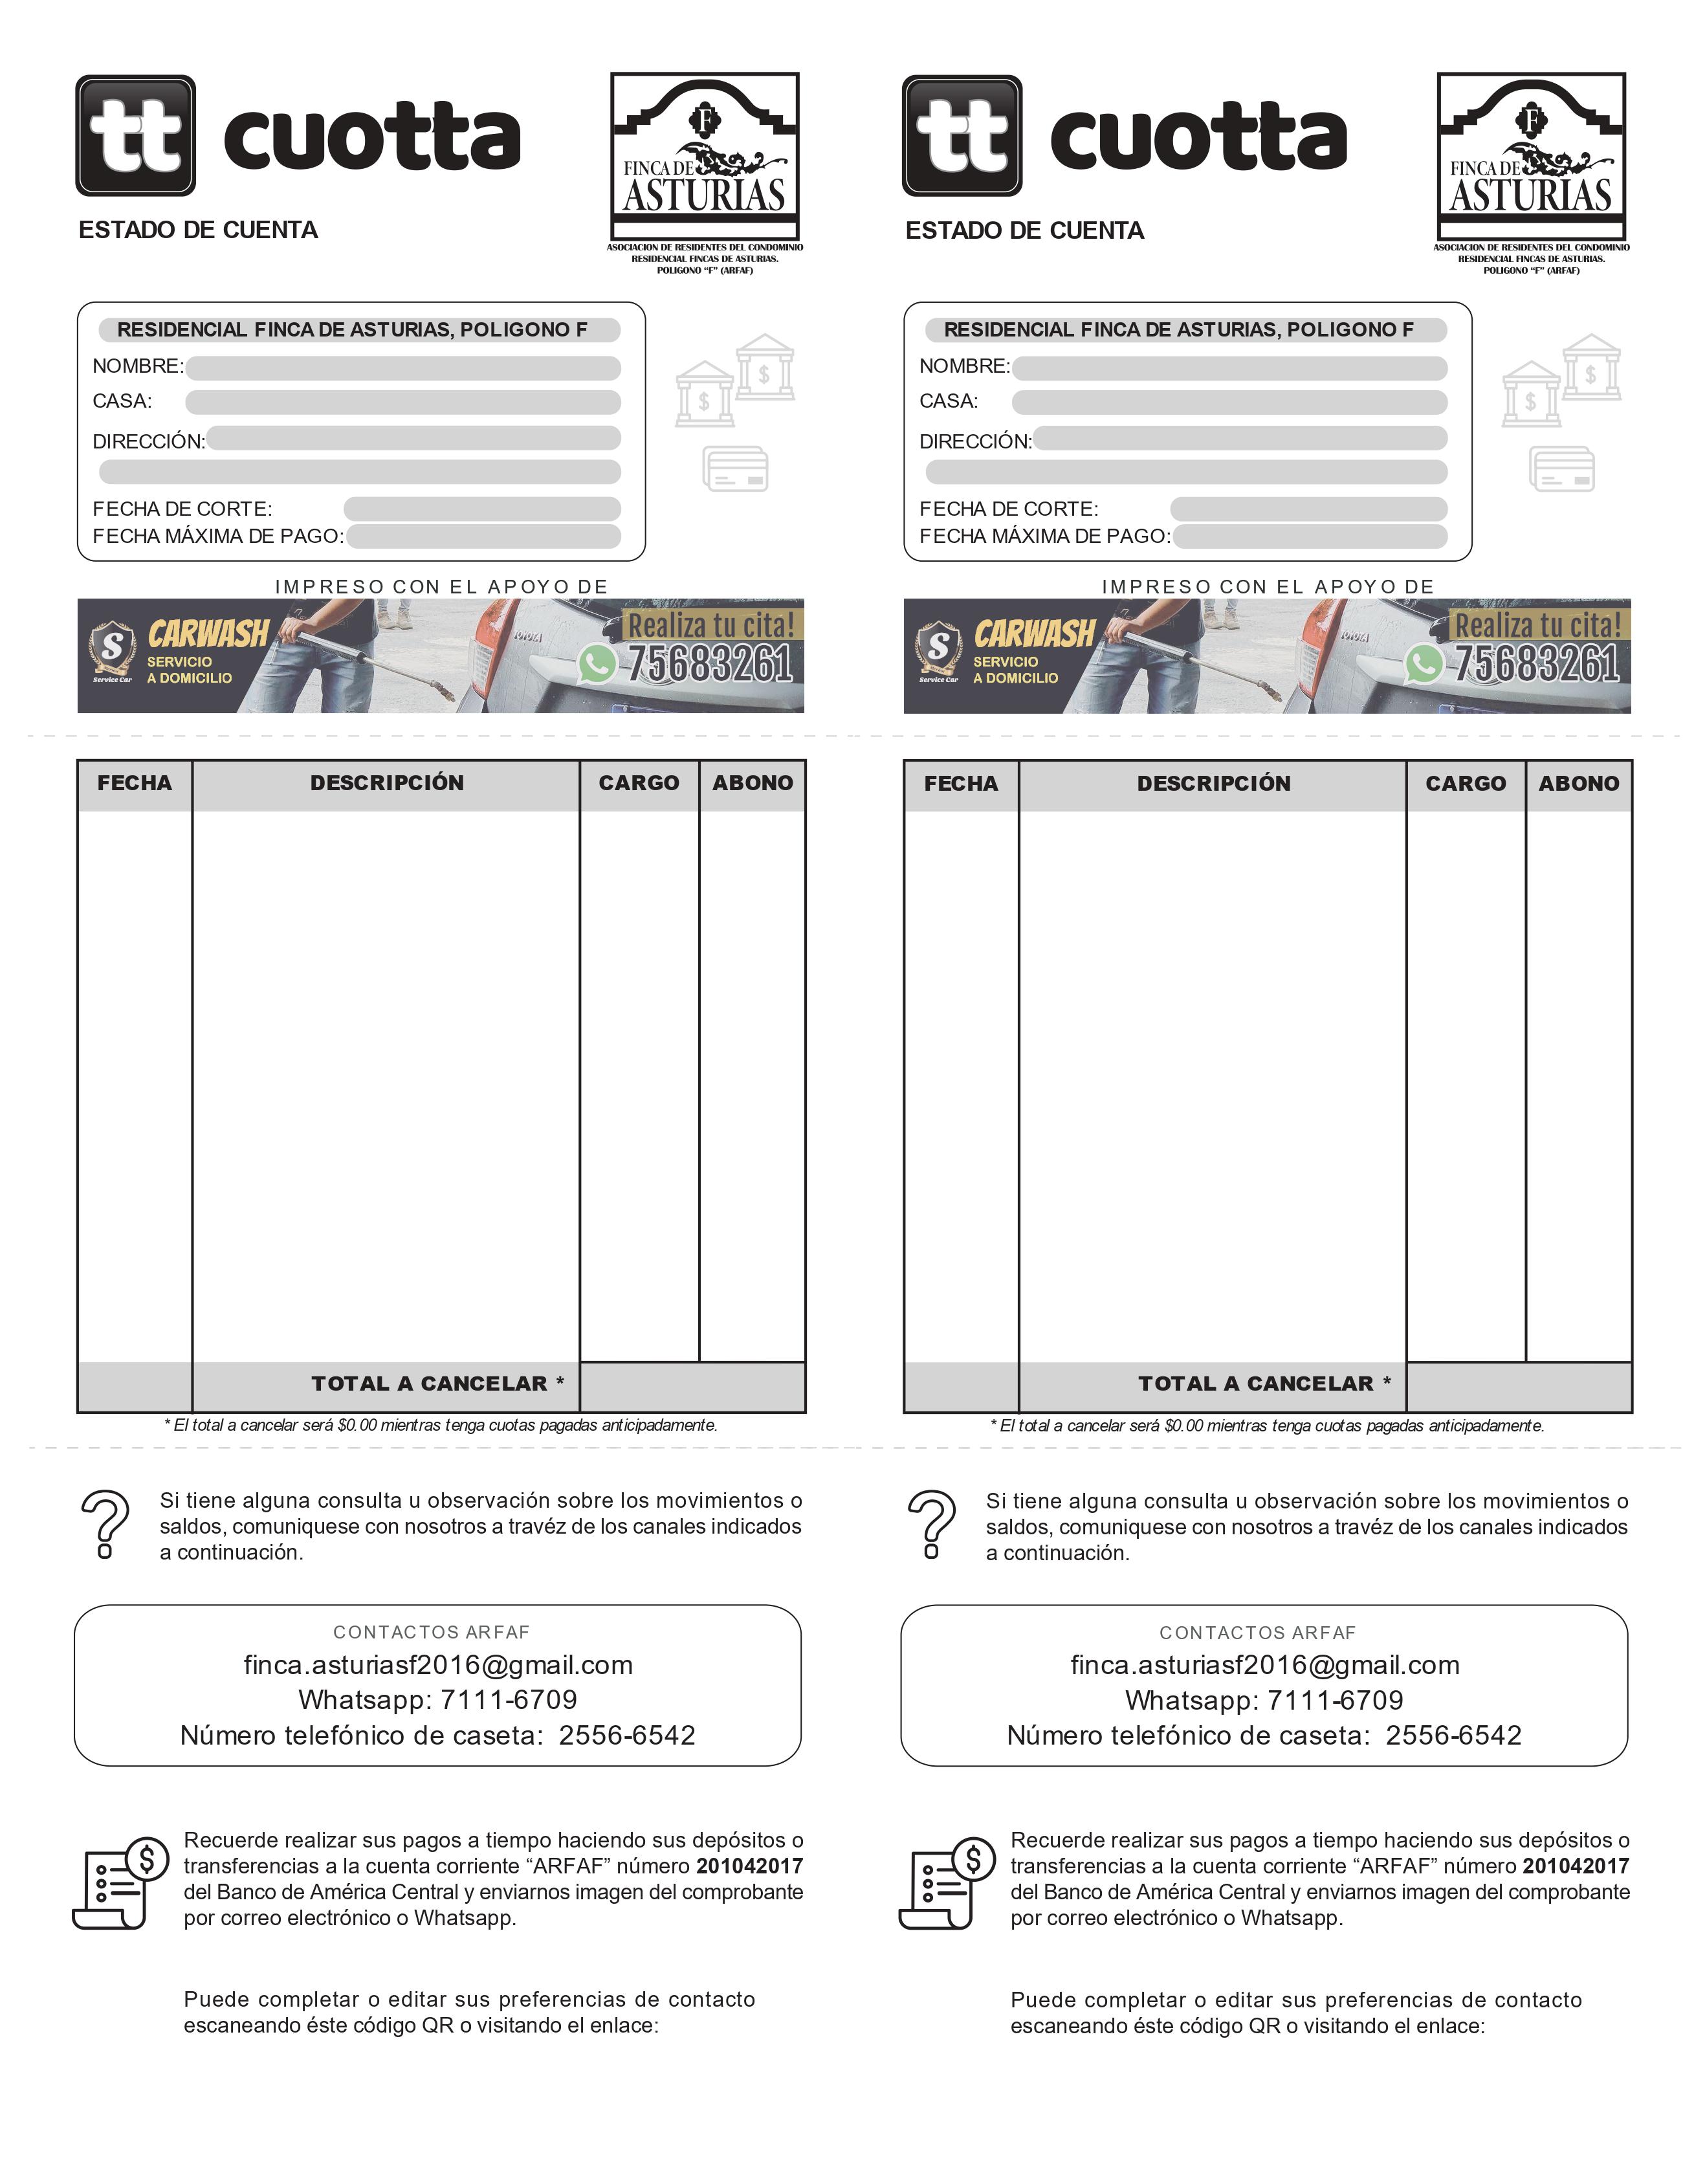 tt cuotta
ESTADO DE CUENTA
F
FINCA DE
ASTURIAS
ASOCIACION DE RESIDENTES DEL CONDOMINIO
RESIDENCIAL FINCAS DE ASTURIAS.
POLIGONO “F” (ARFAF)
RESIDENCIAL FINCA DE ASTURIAS, POLIGONO F
NOMBRE:
CASA:
DIRECCIÓN:
FECHA DE CORTE:
FECHA MÁXIMA DE PAGO:
$
$
IMPRESO CON EL APOYO DE
S
Service Car
CARWASH
SERVICIO
A DOMICILIO
TOYOTA
Realiza tu cita!
75683261
FECHA DESCRIPCIÓN CARGO ABONO
TOTAL A CANCELAR *
* El total a cancelar será $0.00 mientras tenga cuotas pagadas anticipadamente.
?
Si tiene alguna consulta u observación sobre los movimientos o
saldos, comuniquese con nosotros a travéz de los canales indicados
a continuación.
CONTACTOS ARFAF
finca.asturiasf2016@gmail.com
Whatsapp: 7111-6709
Número telefónico de caseta: 2556-6542
$
Recuerde realizar sus pagos a tiempo haciendo sus depósitos o
transferencias a la cuenta corriente “ARFAF” número 201042017
del Banco de América Central y enviarnos imagen del comprobante
por correo electrónico o Whatsapp.
Puede completar o editar sus preferencias de contacto
escaneando éste código QR o visitando el enlace:
tt cuotta
ESTADO DE CUENTA
F
FINCA DE
ASTURIAS
ASOCIACION DE RESIDENTES DEL CONDOMINIO
RESIDENCIAL FINCAS DE ASTURIAS.
POLIGONO “F” (ARFAF)
RESIDENCIAL FINCA DE ASTURIAS, POLIGONO F
NOMBRE:
CASA:
DIRECCIÓN:
FECHA DE CORTE:
FECHA MÁXIMA DE PAGO:
$
$
IMPRESO CON EL APOYO DE
S
Service Car
CARWASH
SERVICIO
A DOMICILIO
TOYOTA
Realiza tu cita!
75683261
FECHA DESCRIPCIÓN CARGO ABONO
TOTAL A CANCELAR *
* El total a cancelar será $0.00 mientras tenga cuotas pagadas anticipadamente.
?
Si tiene alguna consulta u observación sobre los movimientos o
saldos, comuniquese con nosotros a travéz de los canales indicados
a continuación.
CONTACTOS ARFAF
finca.asturiasf2016@gmail.com
Whatsapp: 7111-6709
Número telefónico de caseta: 2556-6542
$
Recuerde realizar sus pagos a tiempo haciendo sus depósitos o
transferencias a la cuenta corriente “ARFAF” número 201042017
del Banco de América Central y enviarnos imagen del comprobante
por correo electrónico o Whatsapp.
Puede completar o editar sus preferencias de contacto
escaneando éste código QR o visitando el enlace: